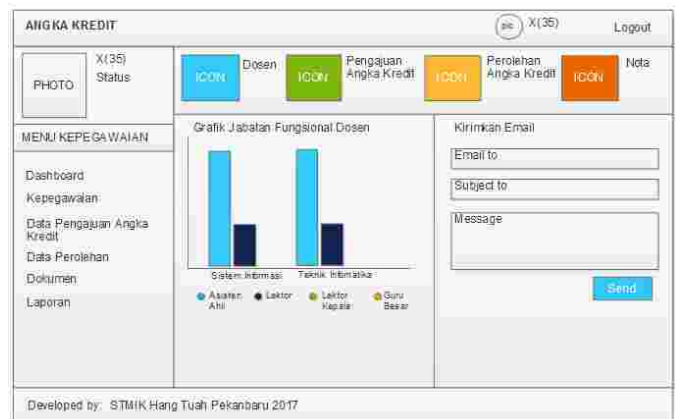 ANGKA KREDIT
pic X(35) Logout
PHOTO
X(35)
Status
ICON Dosen
ICON Pengajuan
Angka Kredit
ICON Perolehan
Angka Kredit
ICON Nota
MENU KEPEGAWAIAN
Dashboard
Kepegawaian
Data Pengajuan Angka
Kredit
Data Perolehan
Dokumen
Laporan
Grafik Jabatan Fungsional Dosen
Sistem Informasi Teknik Infomatika
Asisten
Ahli
Lektor
Lektor
Kepala
Guru
Besar
Kirimkan Email
Email to
Subject to
Message
Send
Developed by: STMIK Hang Tuah Pekanbaru 2017